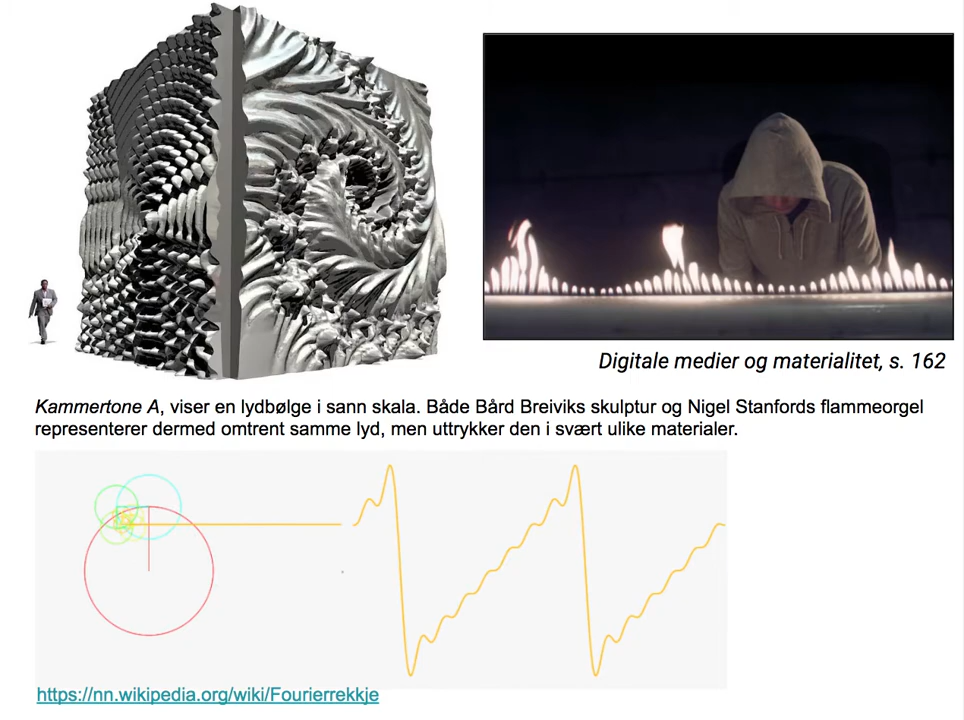 Digitale medier og materialitet, s. 162
Kammertone A, viser en lydbølge i sann skala. Både Bård Breiviks skulptur og Nigel Stanfords flammeorgel
representerer dermed omtrent samme lyd, men uttrykker den i svært ulike materialer.
https://nn.wikipedia.org/wiki/Fourierrekkje